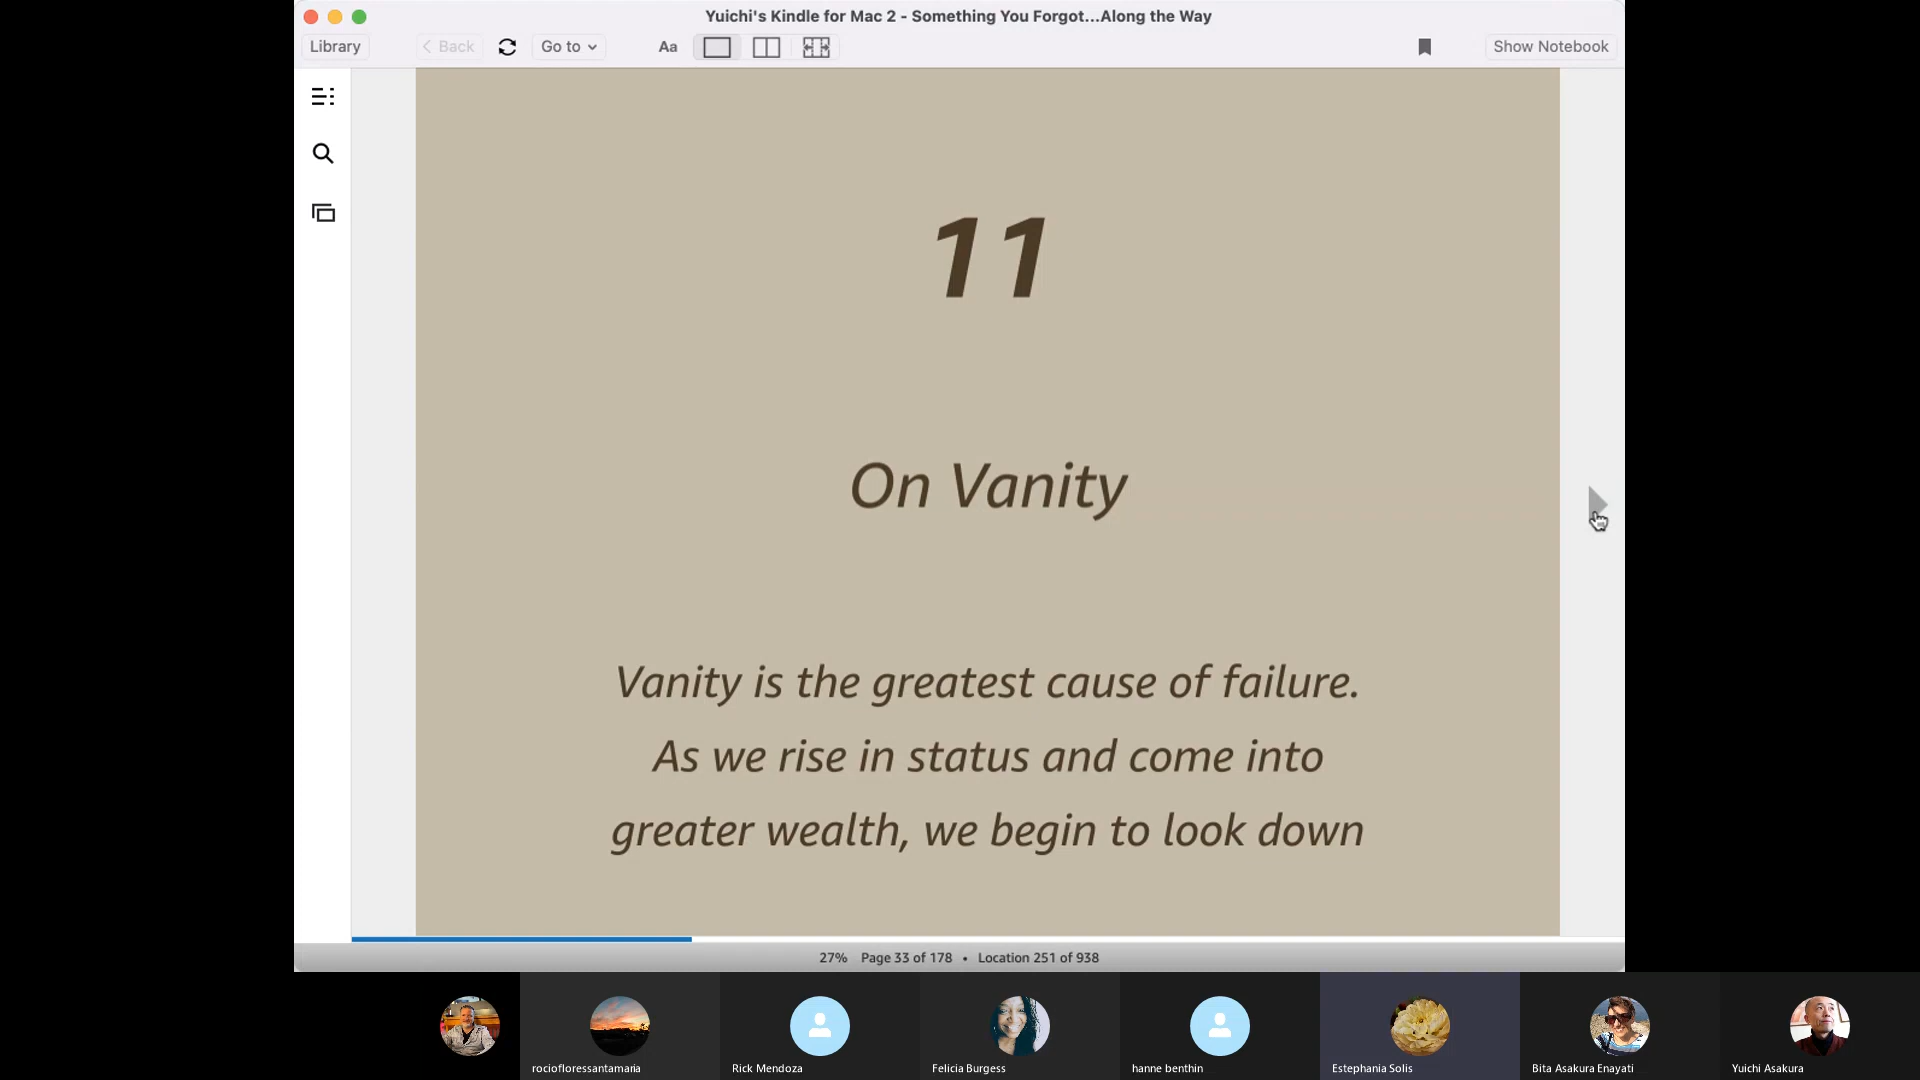 Yuichi's Kindle for Mac 2 - Something You Forgot...Along the Way
Library
Back
Go to
Aa
Show Notebook
11
On Vanity
Vanity is the greatest cause of failure.
As we rise in status and come into
greater wealth, we begin to look down
27% Page 33 of 178 • Location 251 of 938
rociofloressantamaria
Rick Mendoza
Felicia Burgess
hanne benthin
Estephania Solis
Bita Asakura Enayati
Yuichi Asakura